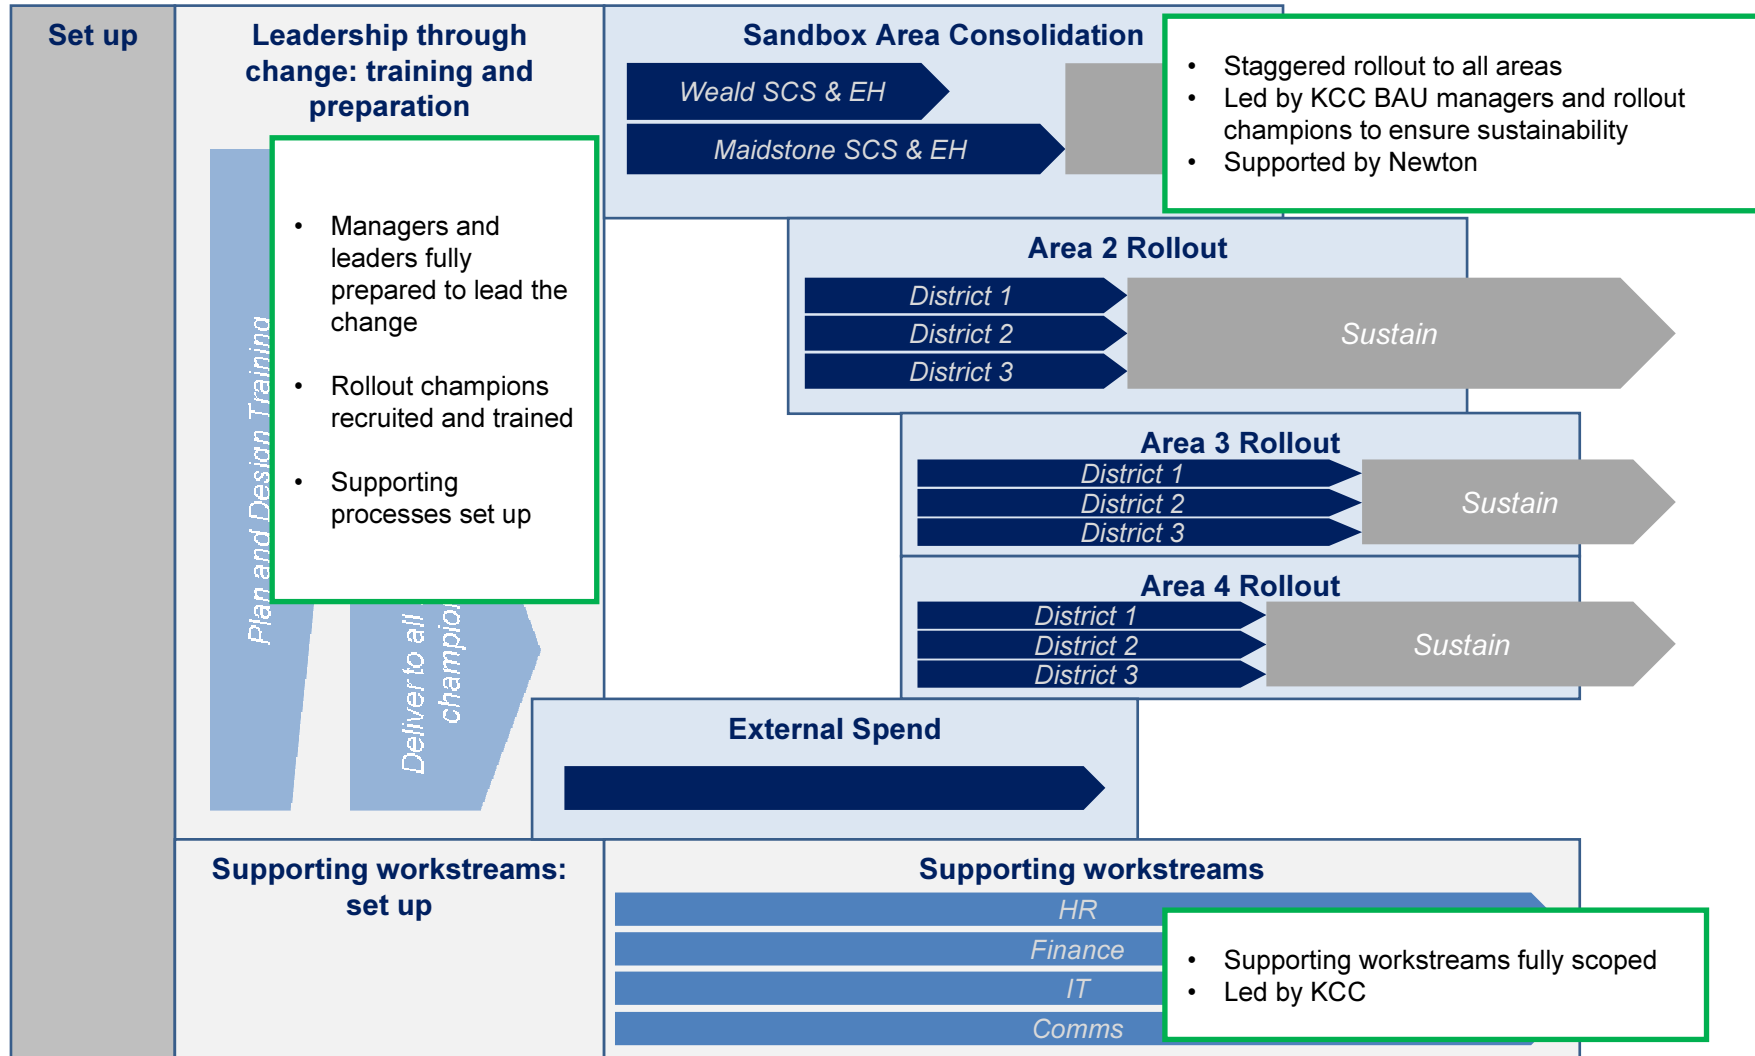 Set up
Leadership through
change: training and
preparation
Plan and Design Training
Deliver to all
champion
• Managers and
leaders fully
prepared to lead the
change
• Rollout champions
recruited and trained
• Supporting
processes set up
Sandbox Area Consolidation
Weald SCS & EH
Maidstone SCS & EH
• Staggered rollout to all areas
• Led by KCC BAU managers and rollout
champions to ensure sustainability
• Supported by Newton
Area 2 Rollout
District 1
District 2
District 3
Sustain
Area 3 Rollout
District 1
District 2
District 3
Sustain
Area 4 Rollout
District 1
District 2
District 3
Sustain
External Spend
Supporting workstreams:
set up
Supporting workstreams
HR
Finance
IT
Comms
• Supporting workstreams fully scoped
• Led by KCC